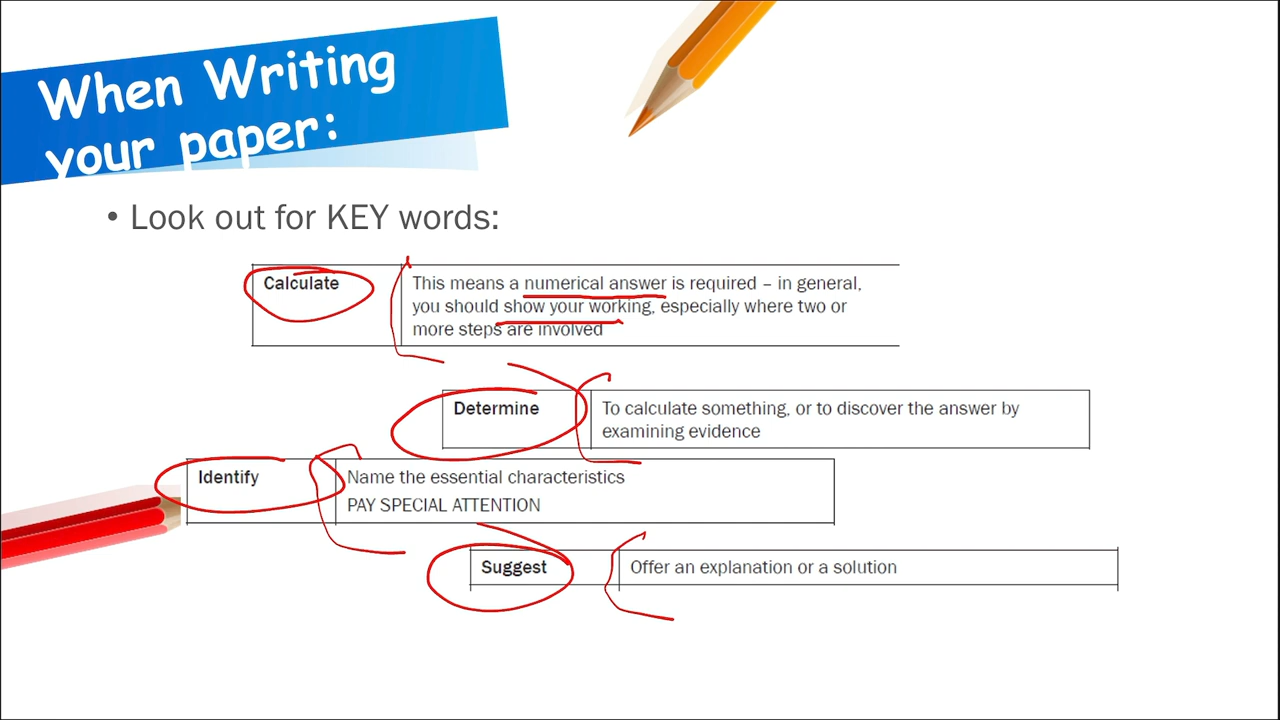 When Writing
your paper:
• Look out for KEY words:
Calculate
This means a numerical answer is required – in general,
you should show your working, especially where two or
more steps are involved
Determine
To calculate something, or to discover the answer by
examining evidence
Identify
Name the essential characteristics
PAY SPECIAL ATTENTION
Suggest
Offer an explanation or a solution